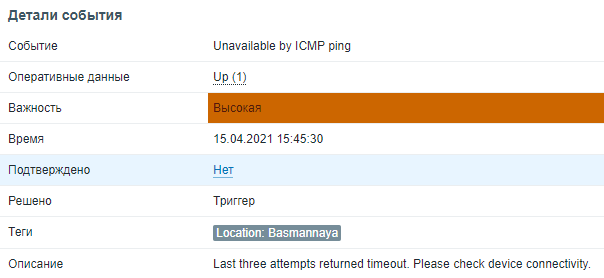 Детали события
Событие Unavailable by ICMP ping
Оперативные данные Up (1)
Важность Высокая
Время 15.04.2021 15:45:30
Подтверждено Нет
Решено Триггер
Теги Location: Basmannaya
Описание Last three attempts returned timeout. Please check device connectivity.